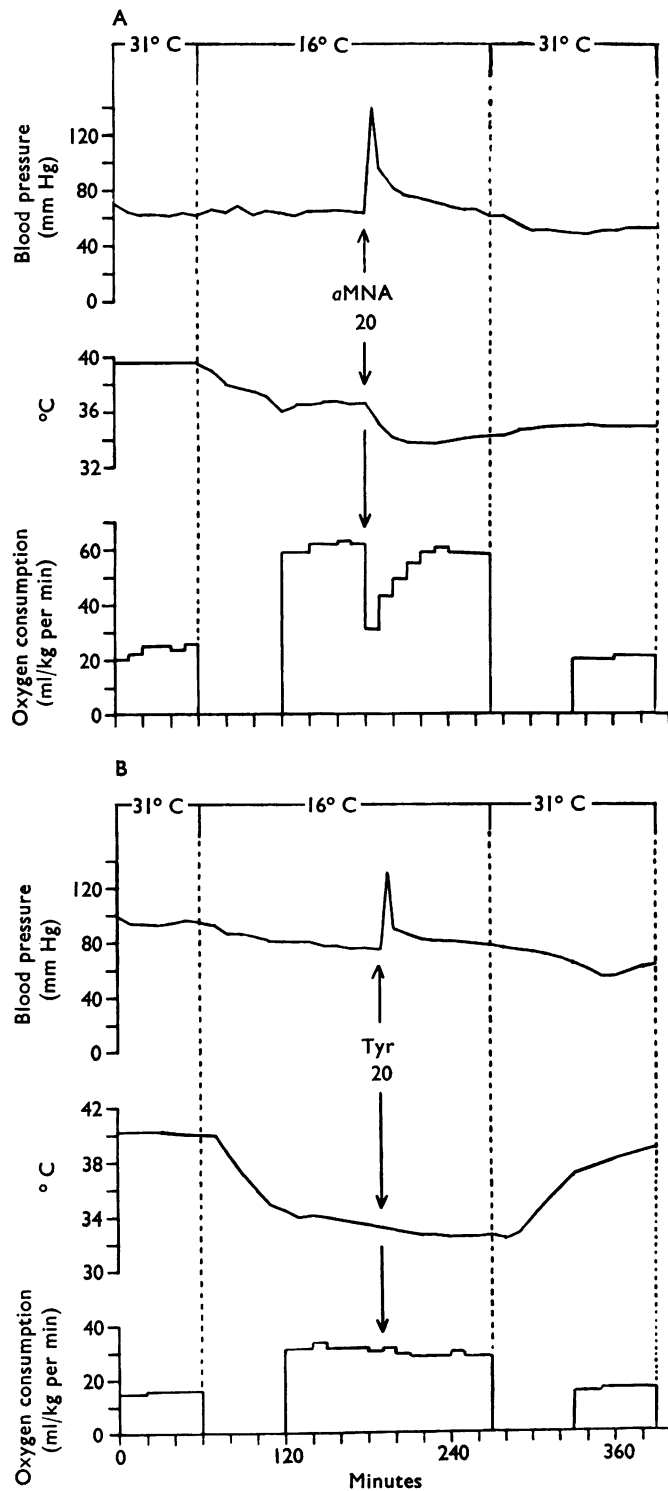 A
31° C 16° C 31° C
Blood pressure
(mm Hg)
120
80
40
0
aMNA
20
°C
40
36
32
Oxygen consumption
(ml/kg per min)
60
40
20
0
B
31° C 16° C 31° C
Blood pressure
(mm Hg)
120
80
40
0
Tyr
20
° C
42
38
34
30
Oxygen consumption
(ml/kg per min)
40
20
0
0 120 240 360
Minutes